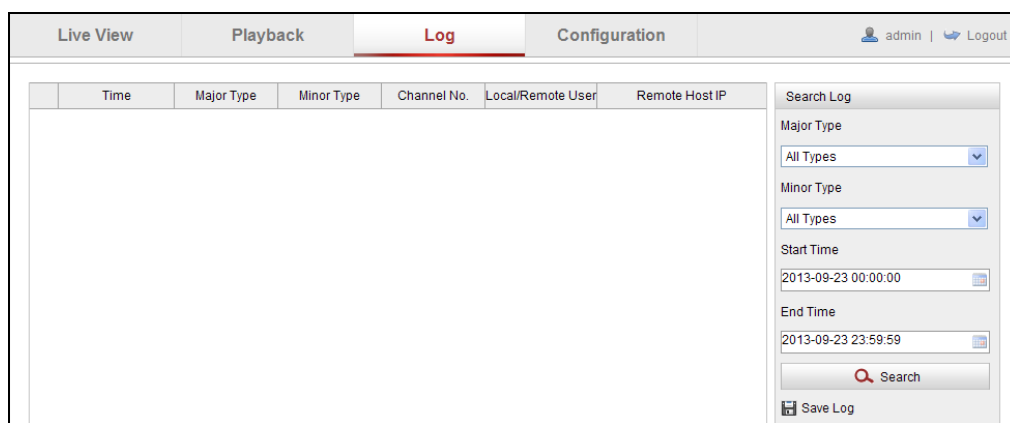 Live View Playback Log Configuration admin | Logout
Time Major Type Minor Type Channel No. Local/Remote User Remote Host IP
Search Log
Major Type
All Types
Minor Type
All Types
Start Time
2013-09-23 00:00:00
End Time
2013-09-23 23:59:59
Search
Save Log